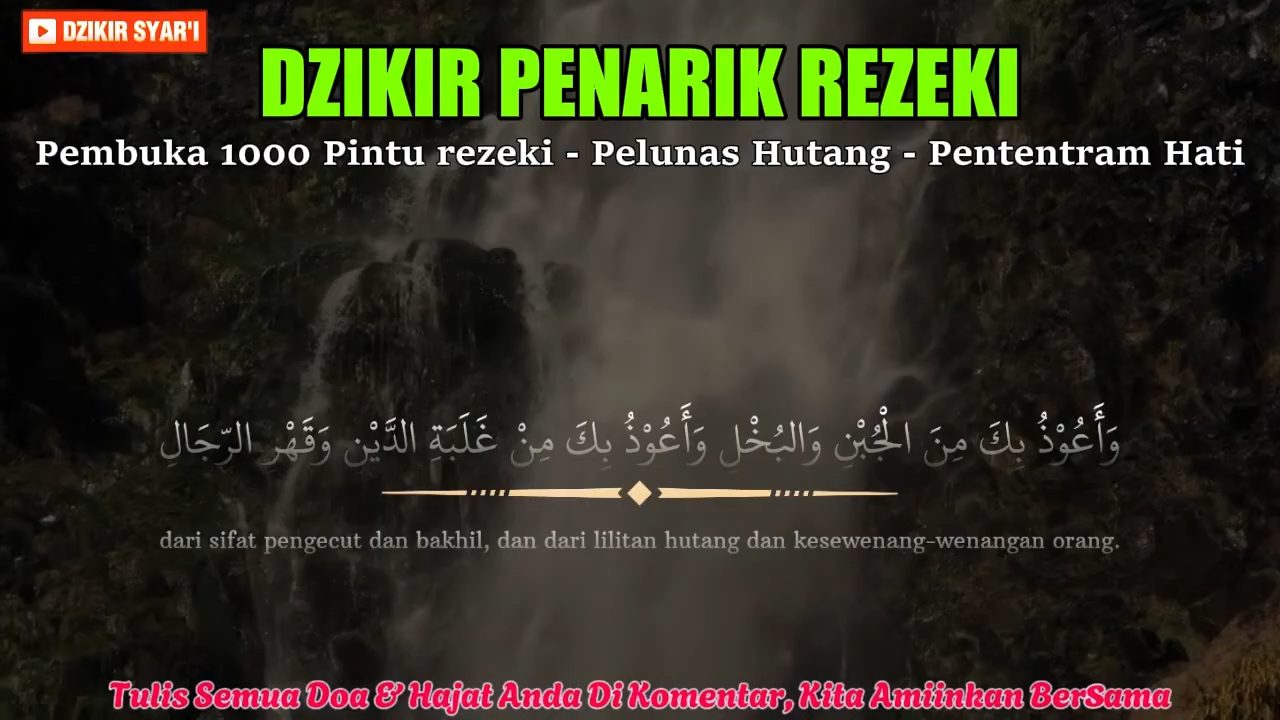 DZIKIR SYAR'I
DZIKIR PENARIK REZEKI
Pembuka 1000 Pintu rezeki - Pelunas Hutang - Pententram Hati
وَأَعُوْذُ بِكَ مِنَ الْجُبْنِ وَالبُخْلِ وَأَعُوْذُ بِكَ مِنْ غَلَبَةِ الدَّيْنِ وَقَهْرِ الرِّجَالِ
dari sifat pengecut dan bakhil, dan dari lilitan hutang dan kesewenang-wenangan orang.
Tulis Semua Doa & Hajat Anda Di Komentar, Kita Amiinkan BerSama